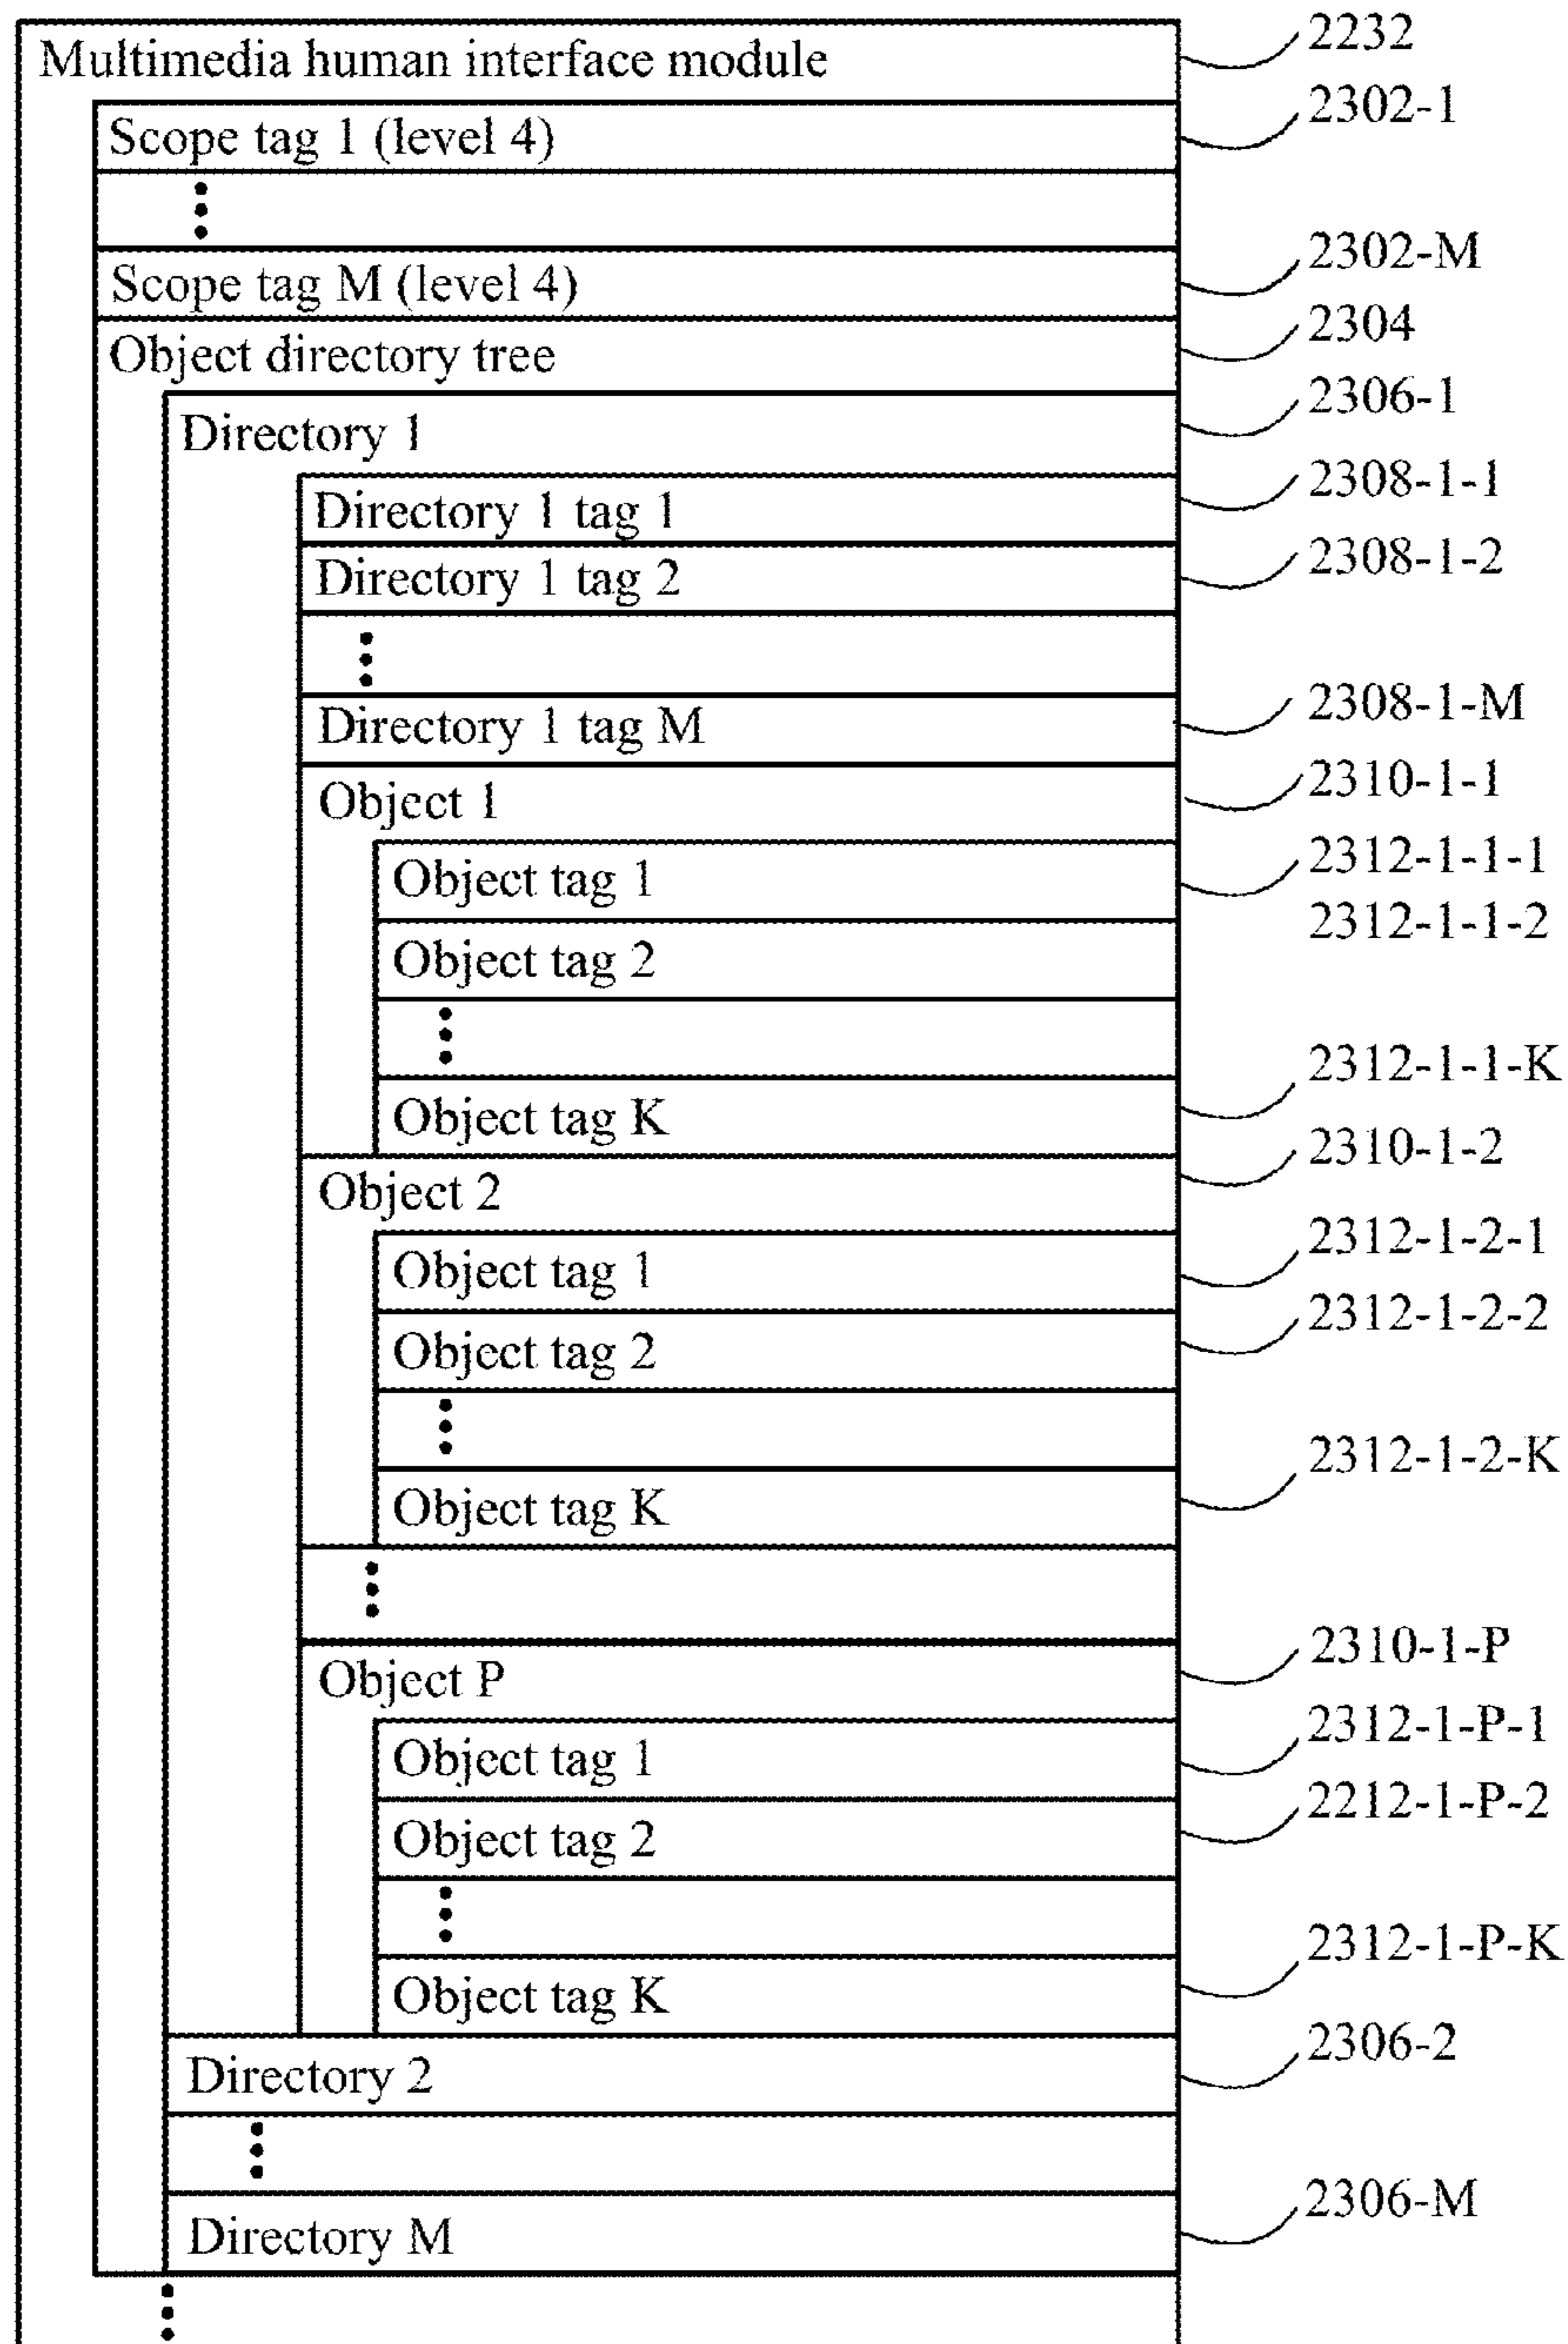 Multimedia human interface module 2232
Scope tag 1 (level 4) 2302-1
Scope tag M (level 4) 2302-M
Object directory tree 2304
Directory 1 2306-1
Directory 1 tag 1 2308-1-1
Directory 1 tag 2 2308-1-2
Directory 1 tag M 2308-1-M
Object 1 2310-1-1
Object tag 1 2312-1-1-1
Object tag 2 2312-1-1-2
Object tag K 2312-1-1-K
Object 2 2310-1-2
Object tag 1 2312-1-2-1
Object tag 2 2312-1-2-2
Object tag K 2312-1-2-K
Object P 2310-1-P
Object tag 1 2312-1-P-1
Object tag 2 2212-1-P-2
Object tag K 2312-1-P-K
Directory 2 2306-2
Directory M 2306-M